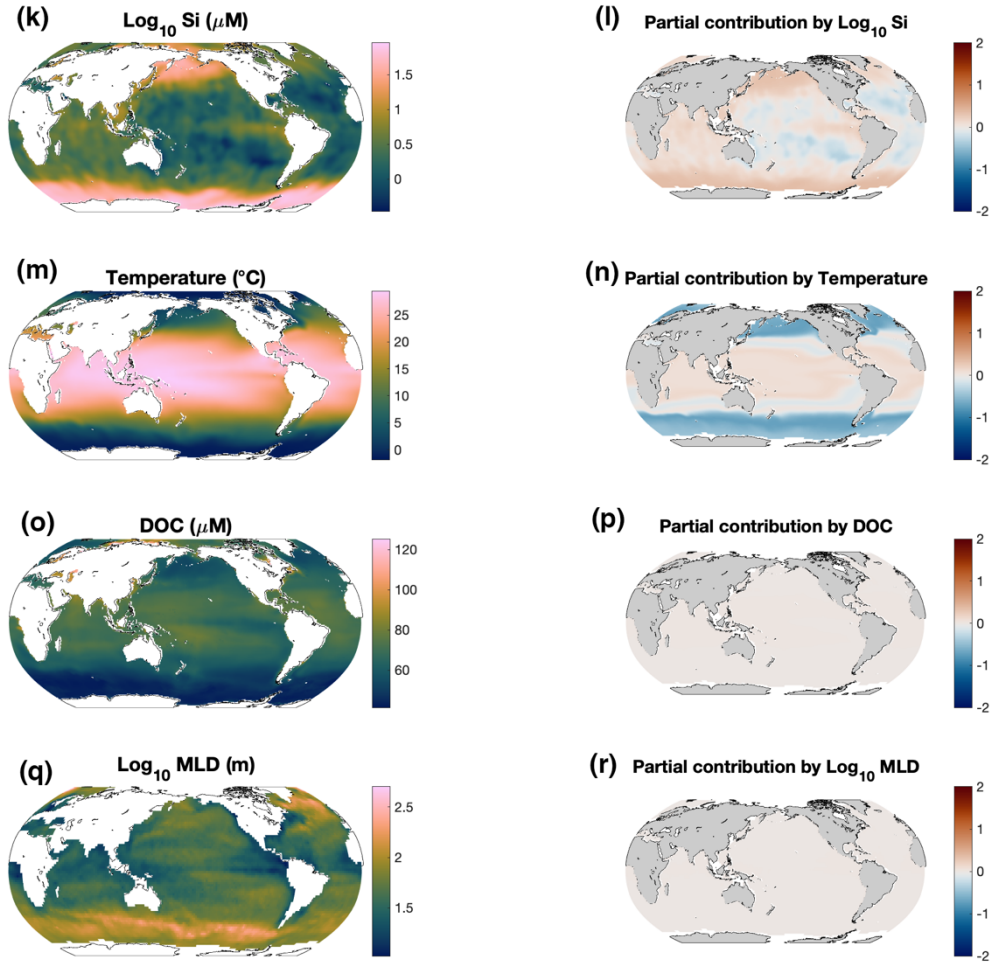 (k)
Log10 Si (μM)
1.5
1
0.5
0
(l)
Partial contribution by Log10 Si
2
1
0
-1
-2
(m)
Temperature (°C)
25
20
15
10
5
0
(n)
Partial contribution by Temperature
2
1
0
-1
-2
(o)
DOC (μM)
120
100
80
60
(p)
Partial contribution by DOC
2
1
0
-1
-2
(q)
Log10 MLD (m)
2.5
2
1.5
(r)
Partial contribution by Log10 MLD
2
1
0
-1
-2